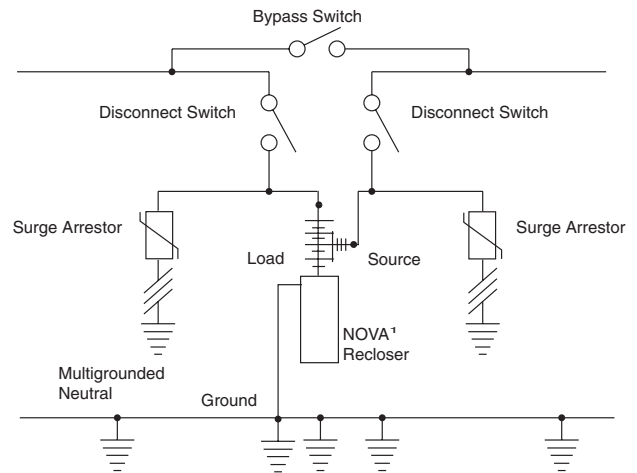 Bypass Switch
Disconnect Switch
Disconnect Switch
Surge Arrestor
Surge Arrestor
Load
Source
NOVA¹
Recloser
Multigrounded
Neutral
Ground